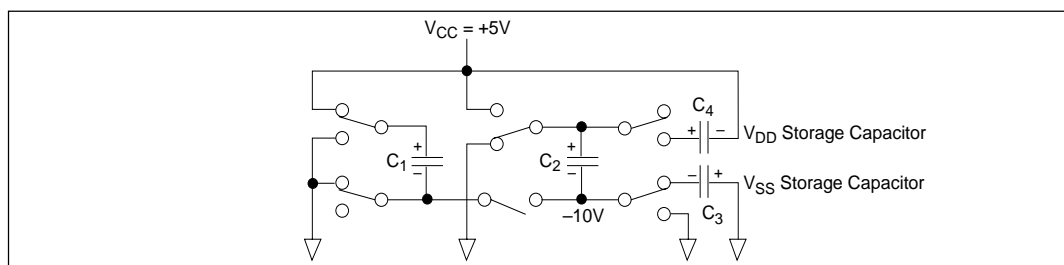 V_CC = +5V
C_4
+ −
V_DD Storage Capacitor
+
C_1
−
+
C_2
−
− +
V_SS Storage Capacitor
–10V
C_3